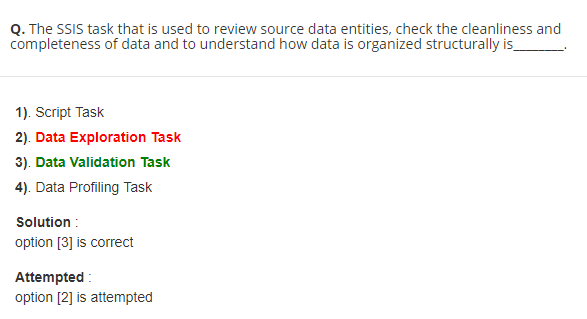 Q. The SSIS task that is used to review source data entities, check the cleanliness and
completeness of data and to understand how data is organized structurally is________.
1). Script Task
2). Data Exploration Task
3). Data Validation Task
4). Data Profiling Task
Solution :
option [3] is correct
Attempted :
option [2] is attempted